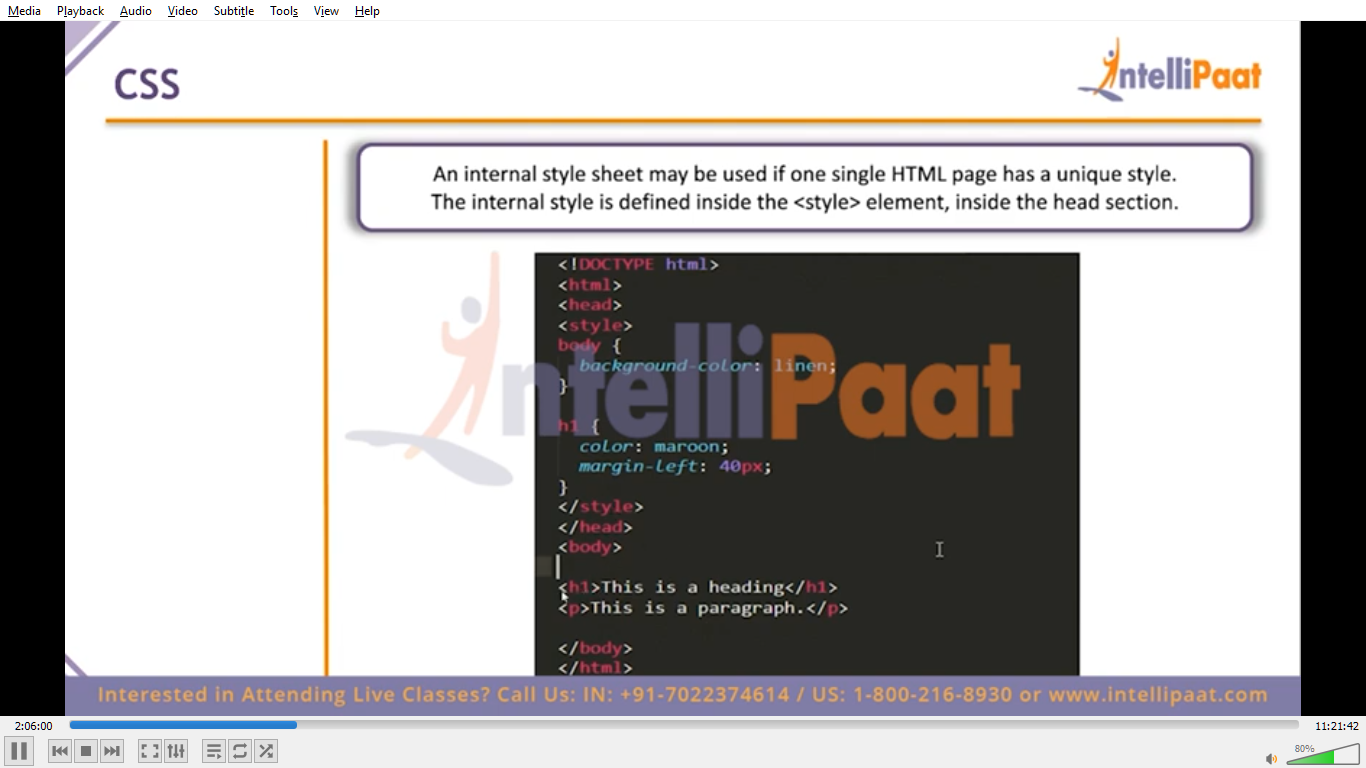 Media Playback Audio Video Subtitle Tools View Help
CSS
IntelliPaat
An internal style sheet may be used if one single HTML page has a unique style.
The internal style is defined inside the <style> element, inside the head section.
<!DOCTYPE html>
<html>
<head>
<style>
body {
background-color: linen;
}
IntelliPaat
h1 {
color: maroon;
margin-left: 40px;
}
</style>
</head>
<body>
<h1>This is a heading</h1>
<p>This is a paragraph.</p>
</body>
</html>
Interested in Attending Live Classes? Call Us: IN: +91-7022374614 / US: 1-800-216-8930 or www.intellipaat.com
2:06:00 11:21:42
80%